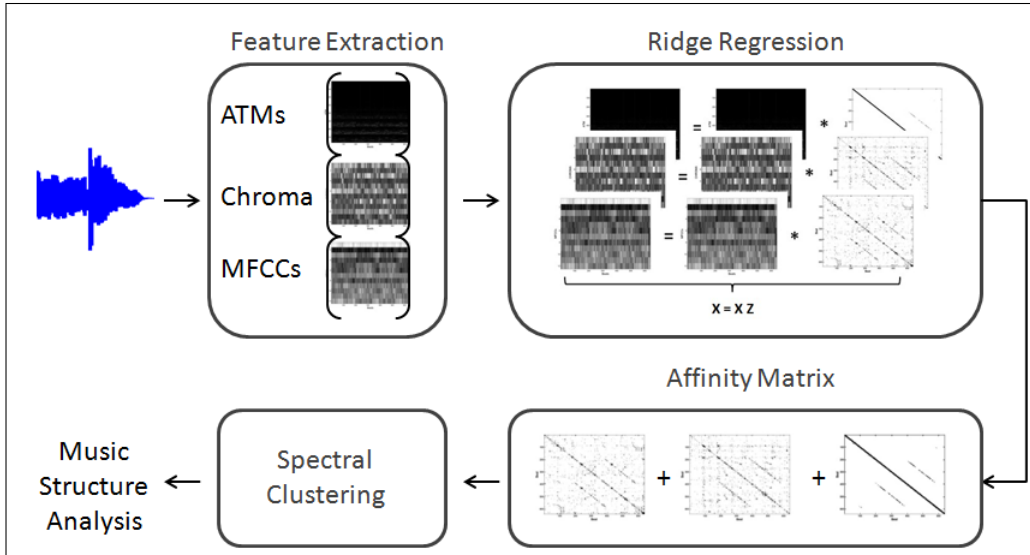 Feature Extraction
Ridge Regression
ATMs
Chroma
MFCCs
= *
= *
= *
X = X Z
Affinity Matrix
+ +
Spectral
Clustering
Music
Structure
Analysis